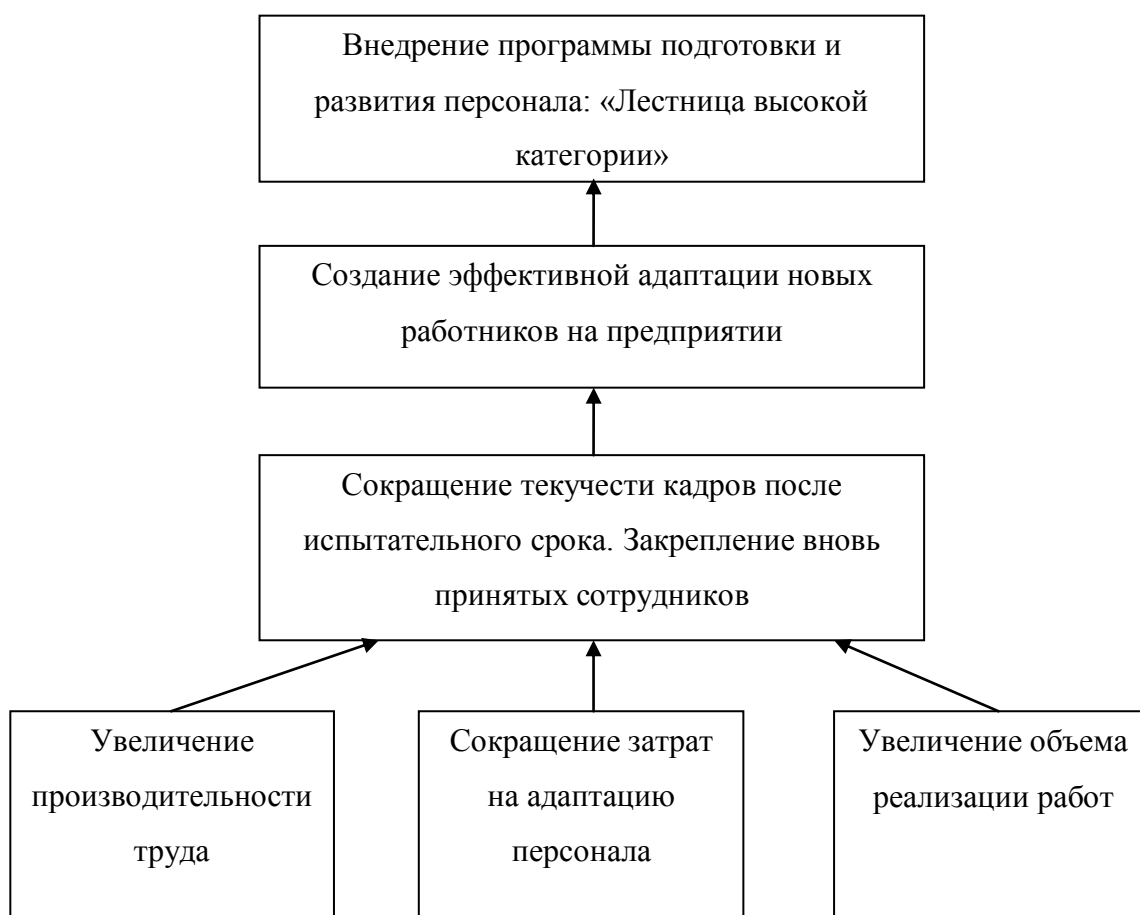 Внедрение программы подготовки и
развития персонала: «Лестница высокой
категории»
Создание эффективной адаптации новых
работников на предприятии
Сокращение текучести кадров после
испытательного срока. Закрепление вновь
принятых сотрудников
Увеличение
производительности
труда
Сокращение затрат
на адаптацию
персонала
Увеличение объема
реализации работ